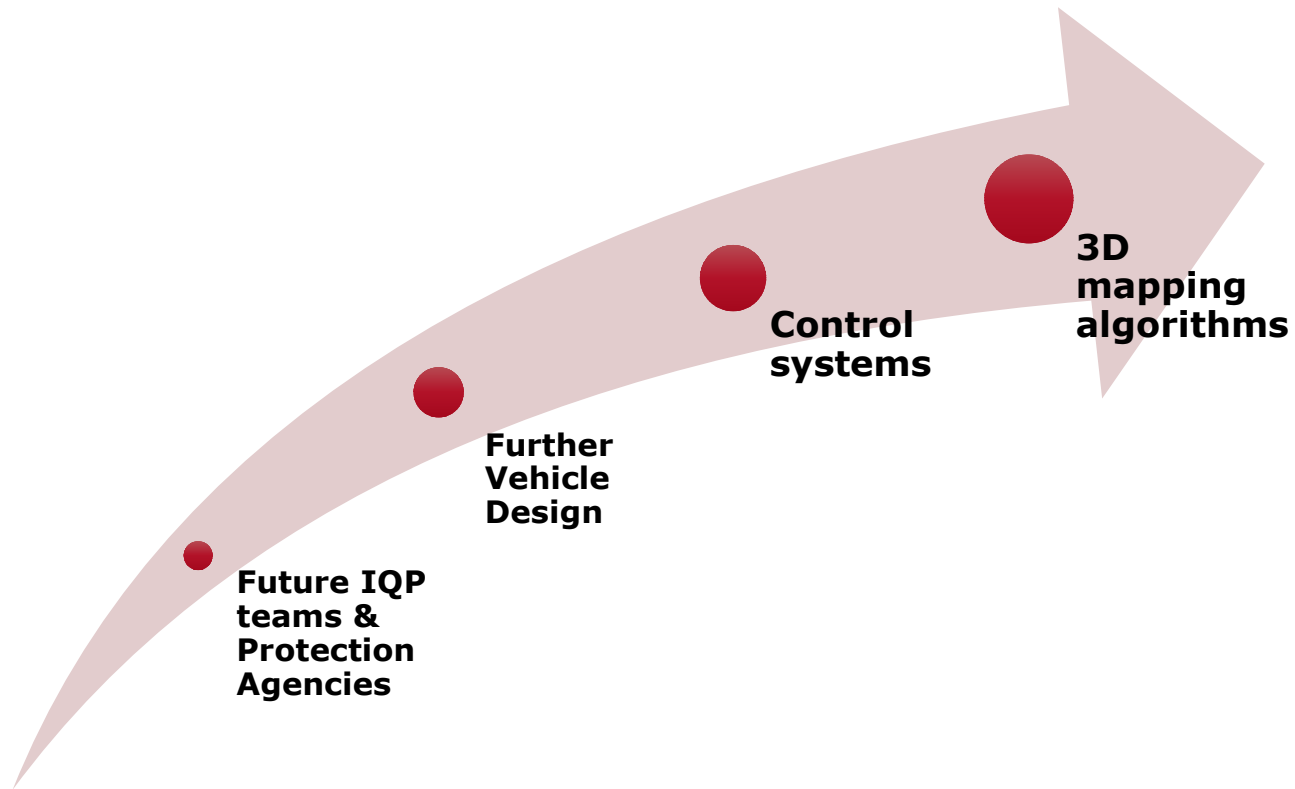 Future IQP
teams &
Protection
Agencies
Further
Vehicle
Design
Control
systems
3D
mapping
algorithms